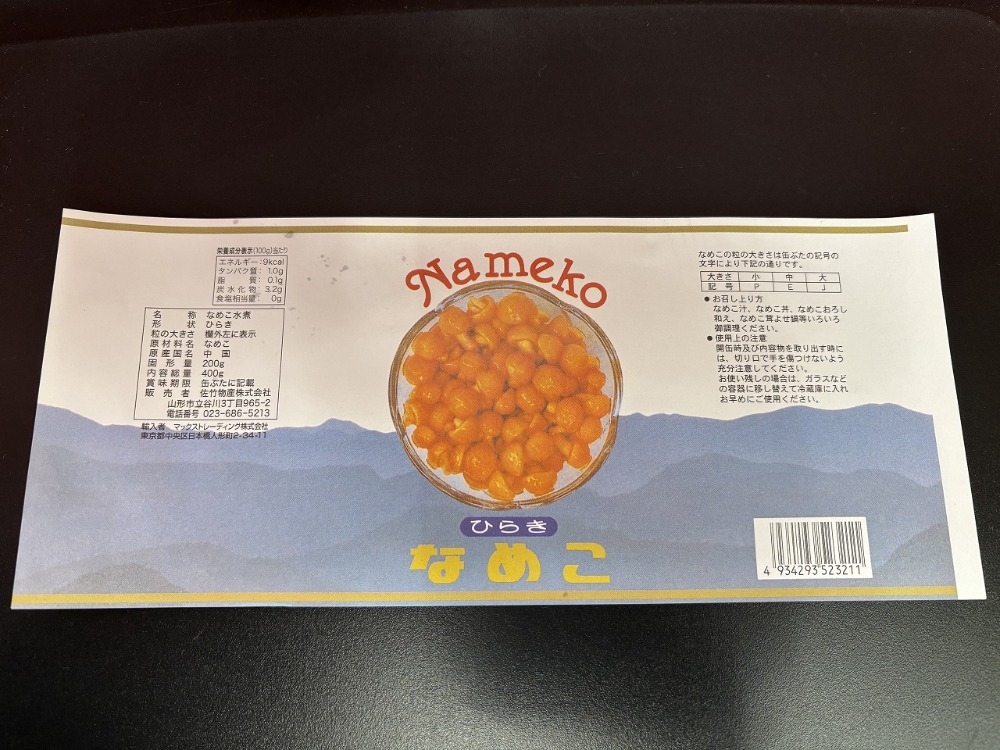 栄養成分表示(100g)当たり
エネルギー:9kcal
タンパク質: 1.0g
脂 質: 0.1g
炭水化物: 3.2g
食塩相当量: 0g
名 称 なめこ水煮
形 状 ひらき
粒の大きさ 欄外左に表示
原材料名 なめこ
原産国名 中 国
固形量 200g
内容総量 400g
賞味期限 缶ぶたに記載
販売者 佐竹物産株式会社
山形市立谷川3丁目965-2
電話番号 023-686-5213
輸入者 マックストレーディング株式会社
東京都中央区日本橋人形町2-34-11
Nameko
ひらき
なめこ
なめこの粒の大きさは缶ぶたの記号の
文字により下記の通りです。
大きさ 小 中 大
記号 P E J
●お召し上り方
なめこ汁、なめこ丼、なめこおろし
和え、なめこ茸よせ鍋等いろいろ
御調理ください。
●使用上の注意
開缶時及び内容物を取り出す時に
は、切り口で手を傷つけないよう
充分注意してください。
お使い残しの場合は、ガラスなど
の容器に移し替えて冷蔵庫に入れ
お早めにご使用ください。
4 934293 523211